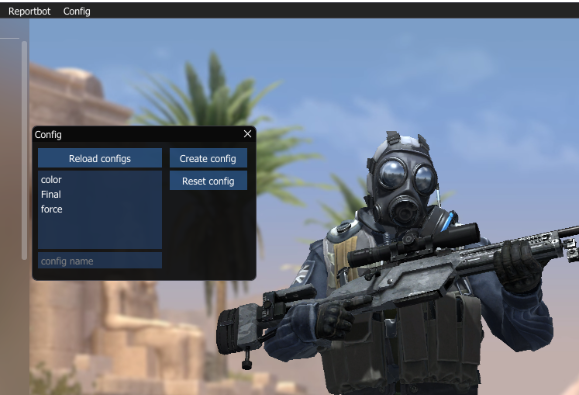 Reportbot Config
Config
Reload configs Create config
color Reset config
Final
force
config name